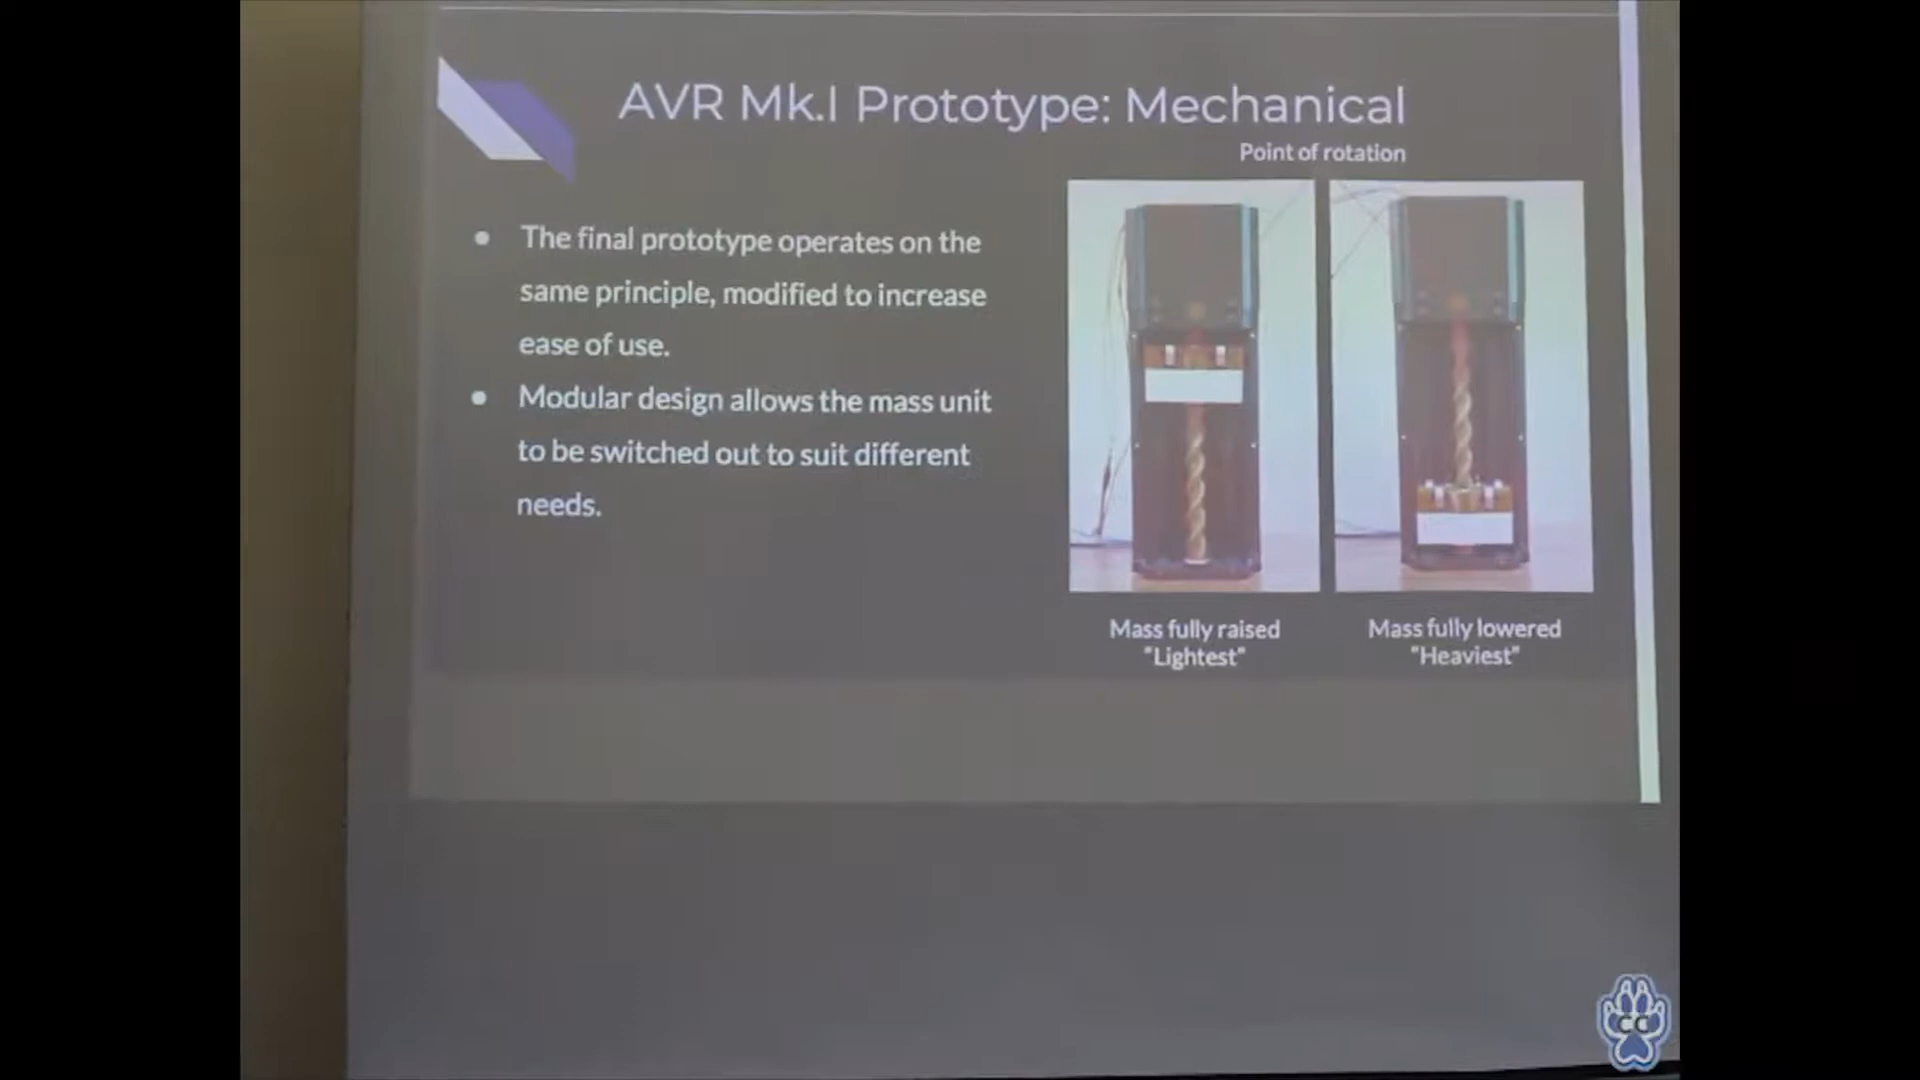 AVR Mk.I Prototype: Mechanical
Point of rotation
● The final prototype operates on the
same principle, modified to increase
ease of use.
● Modular design allows the mass unit
to be switched out to suit different
needs.
Mass fully raised
"Lightest"
Mass fully lowered
"Heaviest"
CC